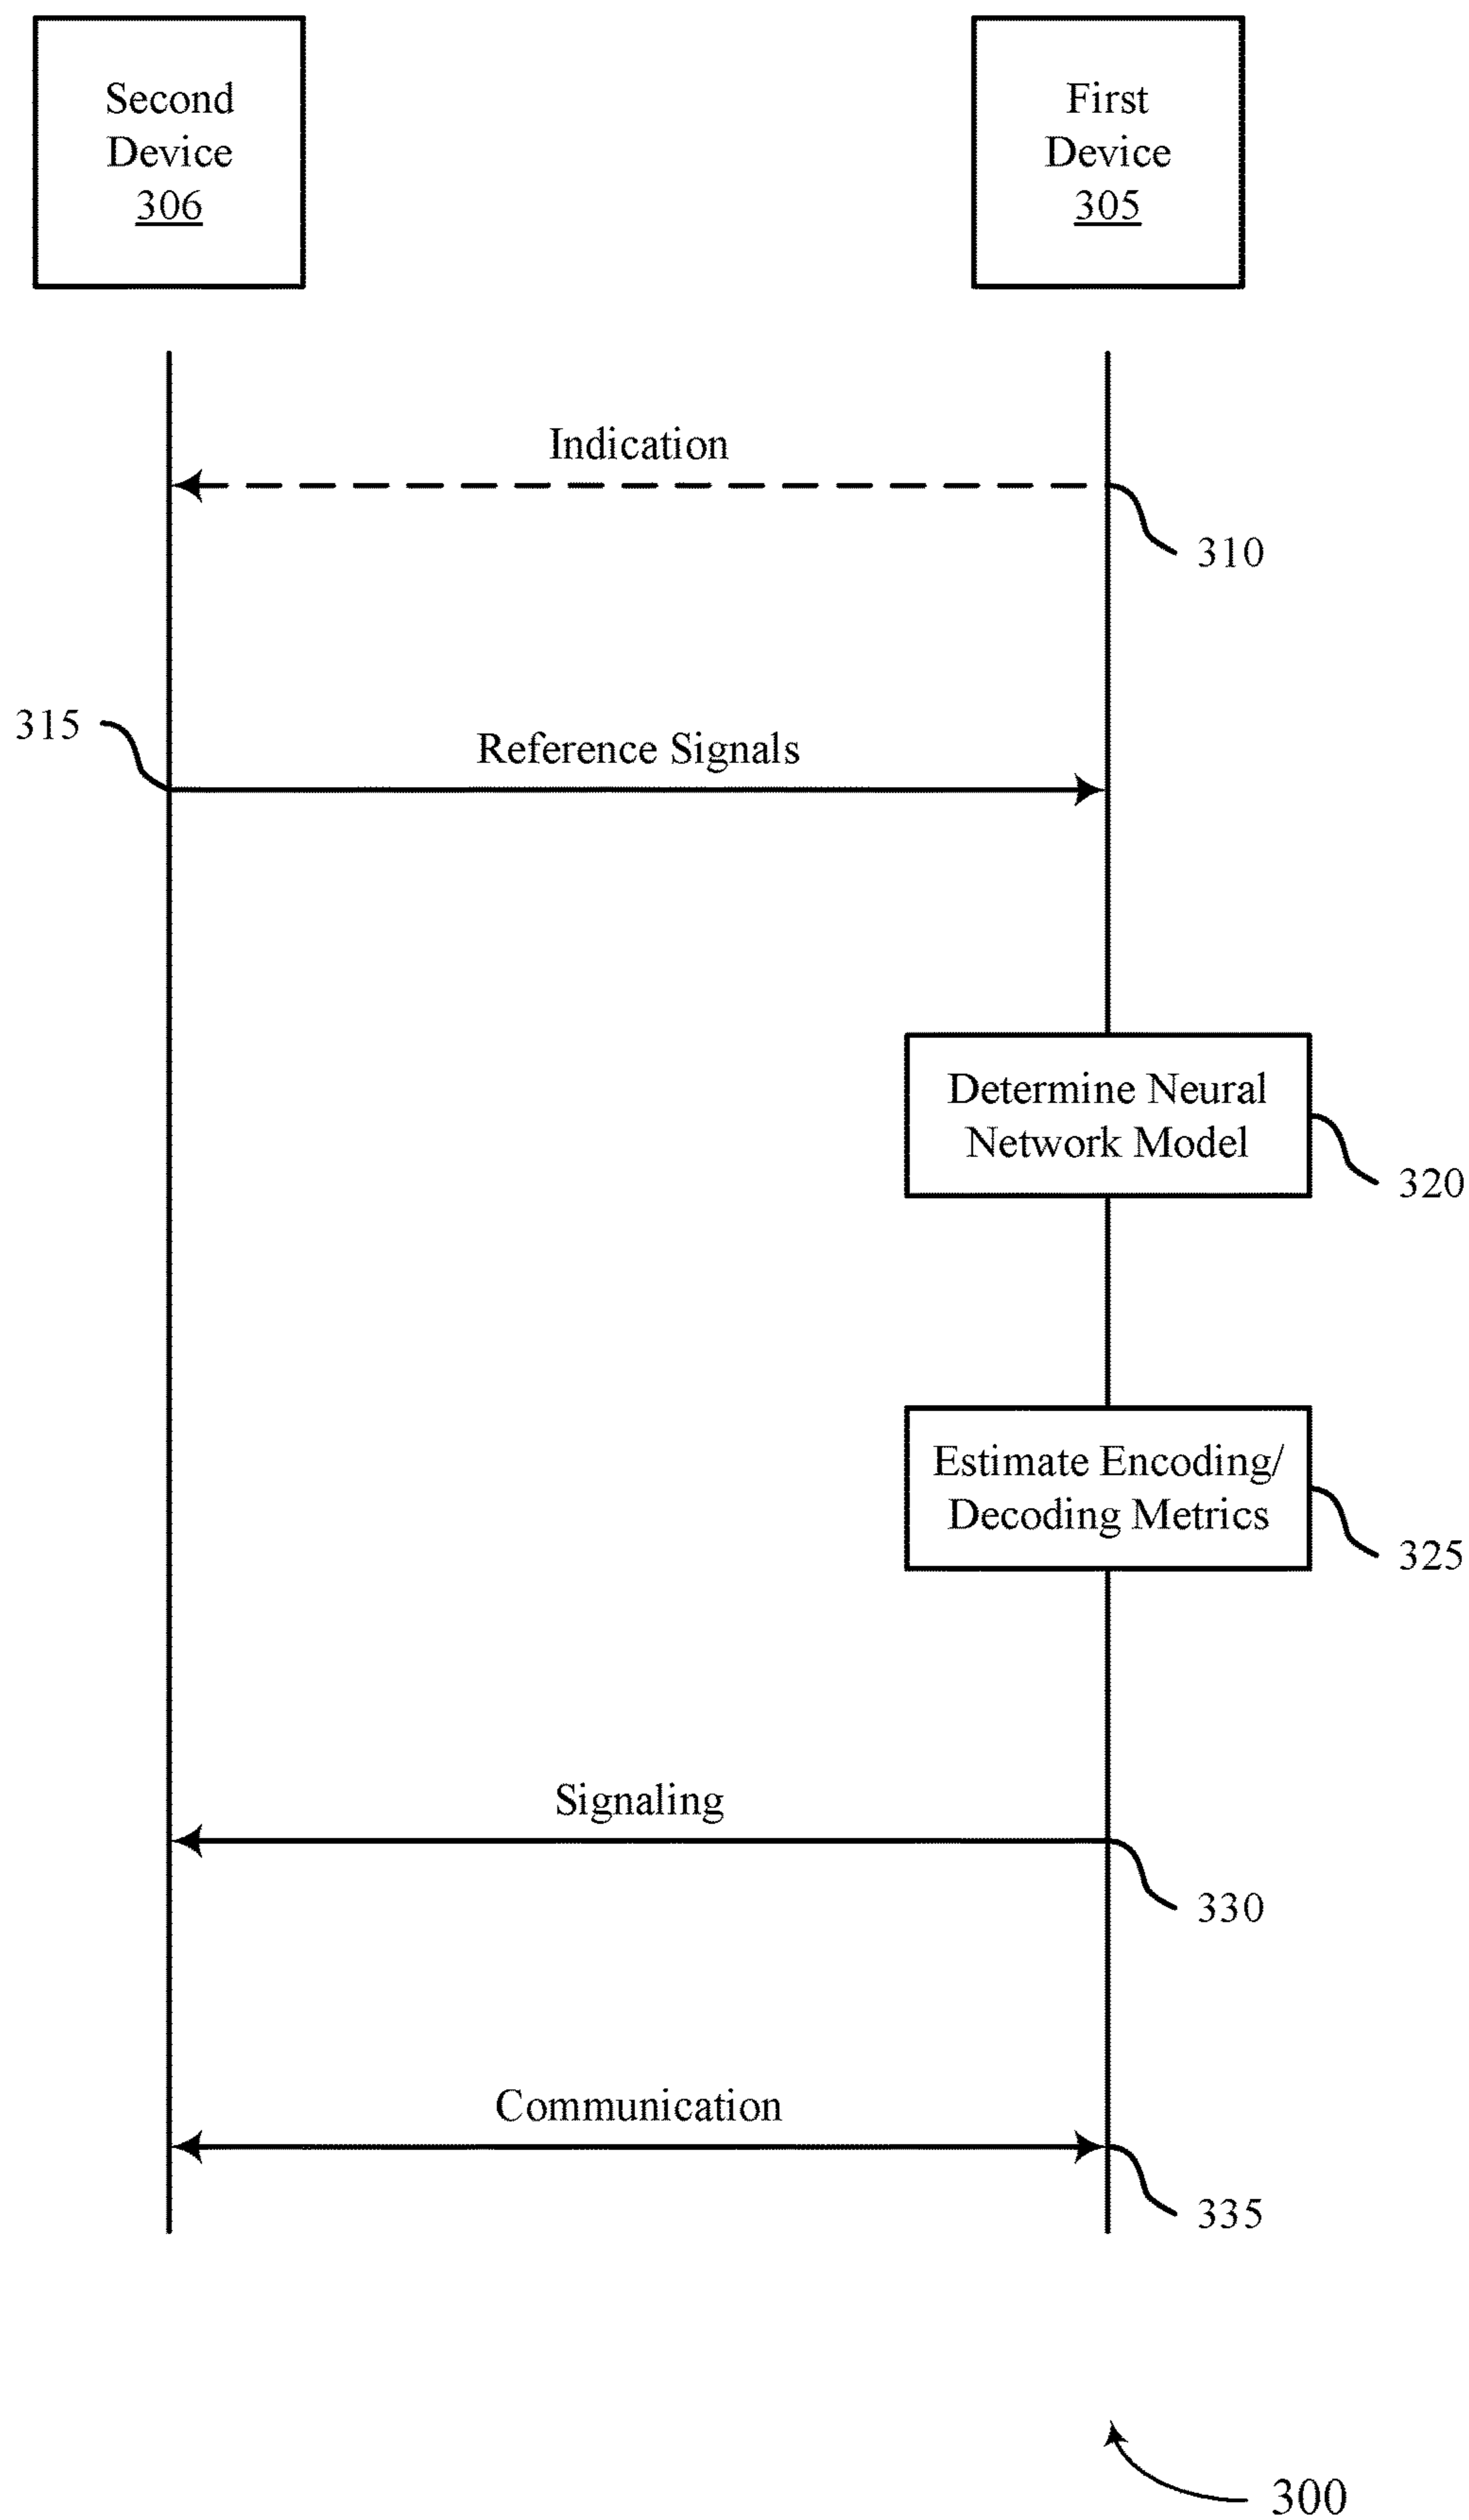 Second
Device
306
First
Device
305
Indication
310
315
Reference Signals
Determine Neural
Network Model
320
Estimate Encoding/
Decoding Metrics
325
Signaling
330
Communication
335
300